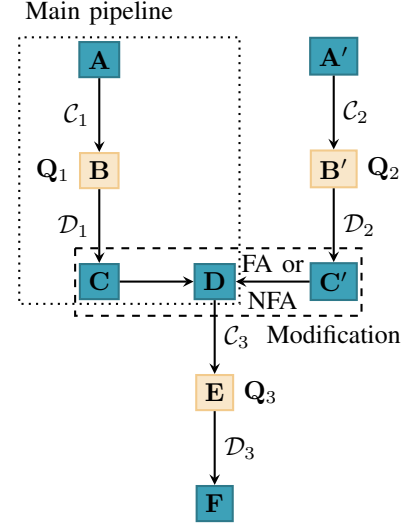 Main pipeline
A A′
𝒞₁ 𝒞₂
Q₁ B B′ Q₂
𝒟₁ 𝒟₂
FA or
C D C′
NFA
𝒞₃ Modification
E Q₃
𝒟₃
F